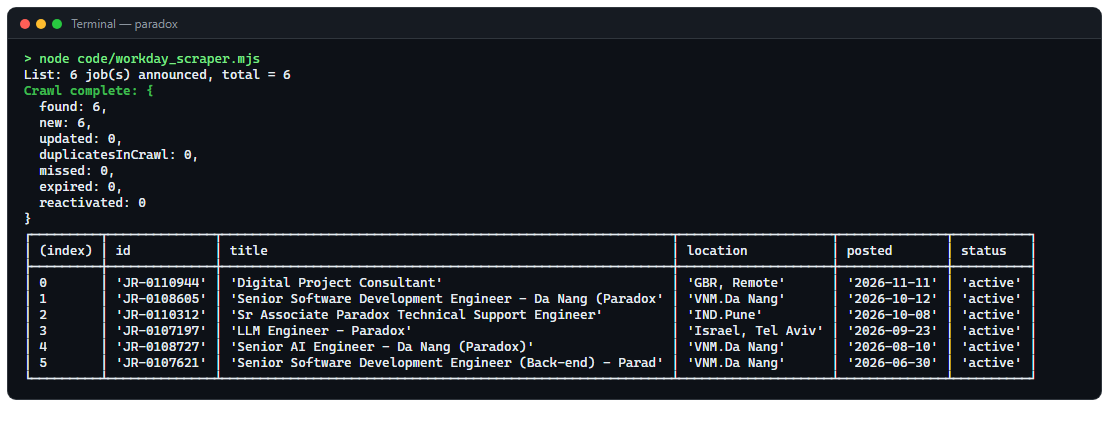 Terminal — paradox
> node code/workday_scraper.mjs
List: 6 job(s) announced, total = 6
Crawl complete: {
  found: 6,
  new: 6,
  updated: 0,
  duplicatesInCrawl: 0,
  missed: 0,
  expired: 0,
  reactivated: 0
}
(index) id title location posted status
0 'JR-0110944' 'Digital Project Consultant' 'GBR, Remote' '2026-11-11' 'active'
1 'JR-0108605' 'Senior Software Development Engineer – Da Nang (Paradox' 'VNM.Da Nang' '2026-10-12' 'active'
2 'JR-0110312' 'Sr Associate Paradox Technical Support Engineer' 'IND.Pune' '2026-10-08' 'active'
3 'JR-0107197' 'LLM Engineer – Paradox' 'Israel, Tel Aviv' '2026-09-23' 'active'
4 'JR-0108727' 'Senior AI Engineer – Da Nang (Paradox)' 'VNM.Da Nang' '2026-08-10' 'active'
5 'JR-0107621' 'Senior Software Development Engineer (Back-end) – Parad' 'VNM.Da Nang' '2026-06-30' 'active'